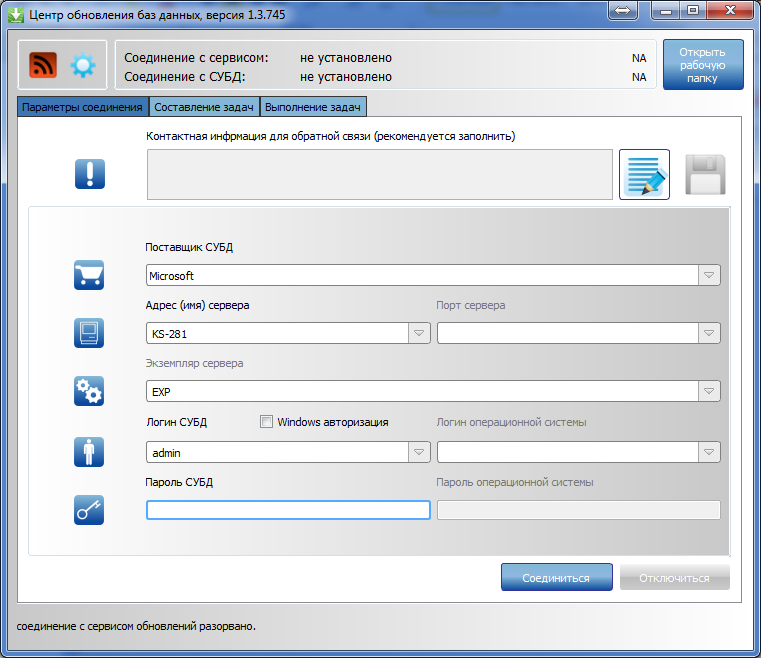 Центр обновления баз данных, версия 1.3.745
Соединение с сервисом: не установлено NA
Соединение с СУБД: не установлено NA
Открыть
рабочую
папку
Параметры соединения Составление задач Выполнение задач
Контактная инфрмация для обратной связи (рекомендуется заполнить)
Поставщик СУБД
Microsoft
Адрес (имя) сервера Порт сервера
KS-281
Экземпляр сервера
EXP
Логин СУБД Windows авторизация Логин операционной системы
admin
Пароль СУБД Пароль операционной системы
Соединиться Отключиться
соединение с сервисом обновлений разорвано.